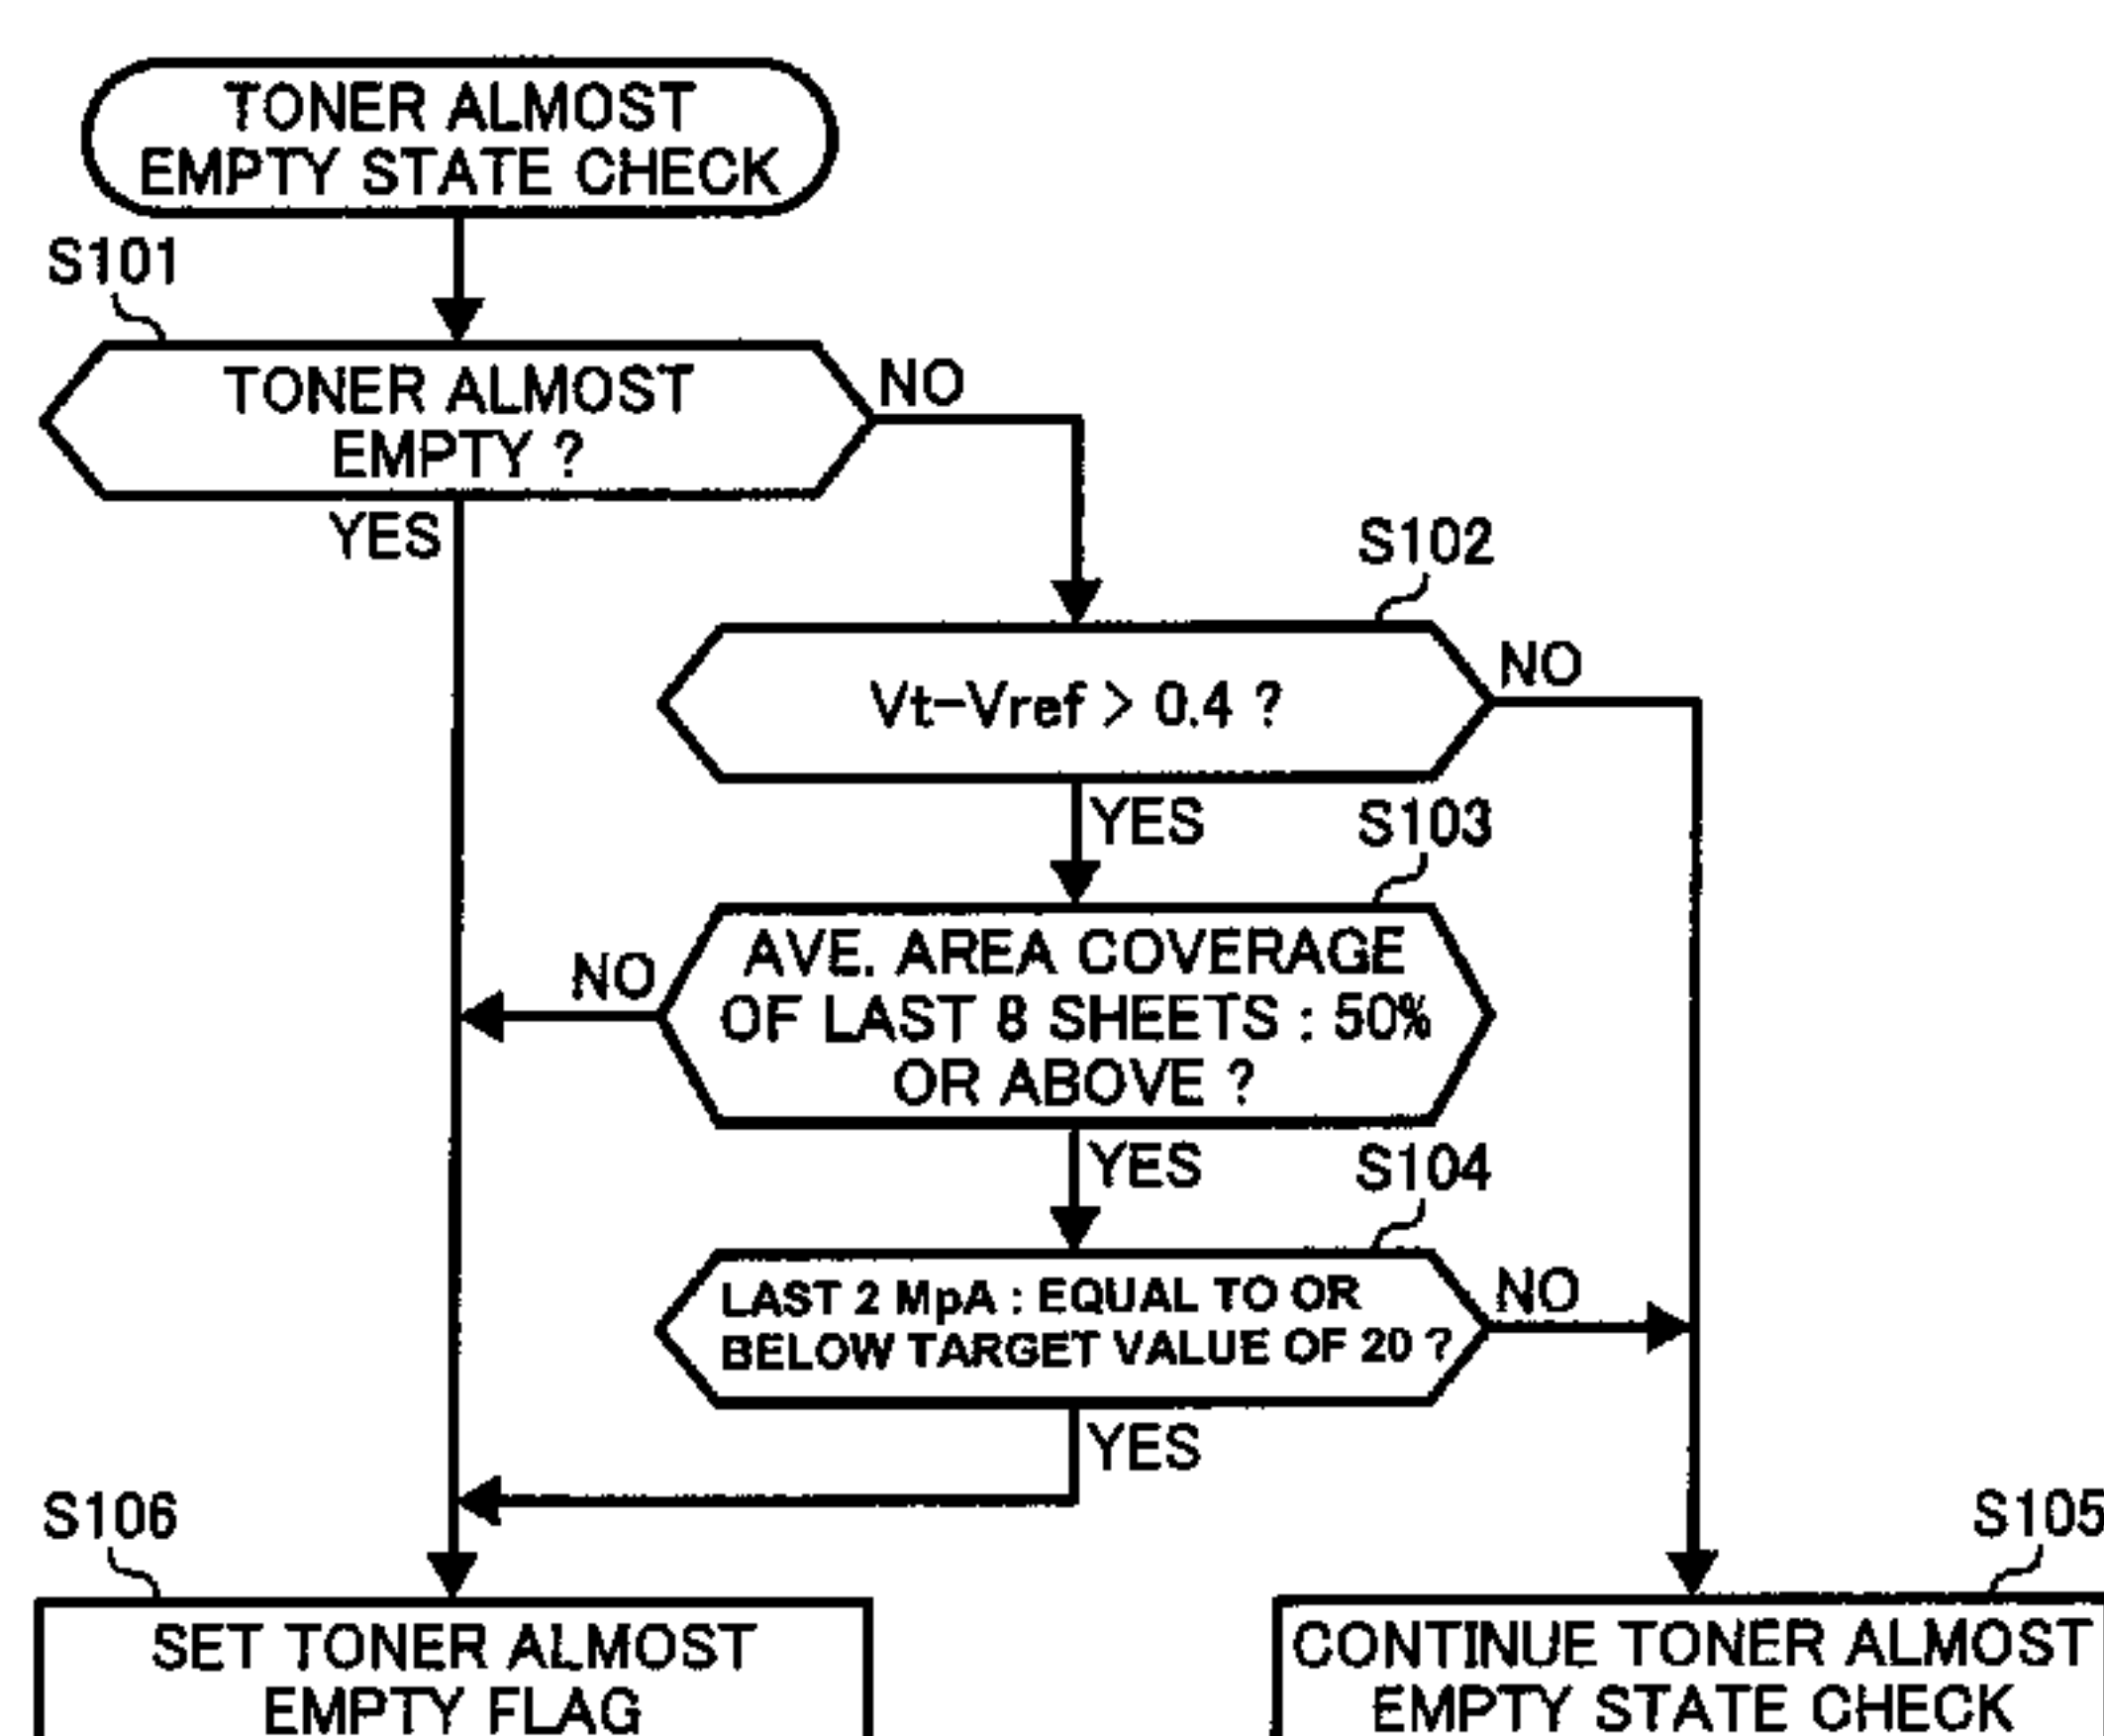 TONER ALMOST
EMPTY STATE CHECK
S101
TONER ALMOST
EMPTY ?
NO
YES
S102
Vt-Vref > 0.4 ?
NO
YES
S103
AVE. AREA COVERAGE
OF LAST 8 SHEETS : 50%
OR ABOVE ?
NO
YES
S104
LAST 2 MpA : EQUAL TO OR
BELOW TARGET VALUE OF 20 ?
NO
YES
S106
SET TONER ALMOST
EMPTY FLAG
S105
CONTINUE TONER ALMOST
EMPTY STATE CHECK